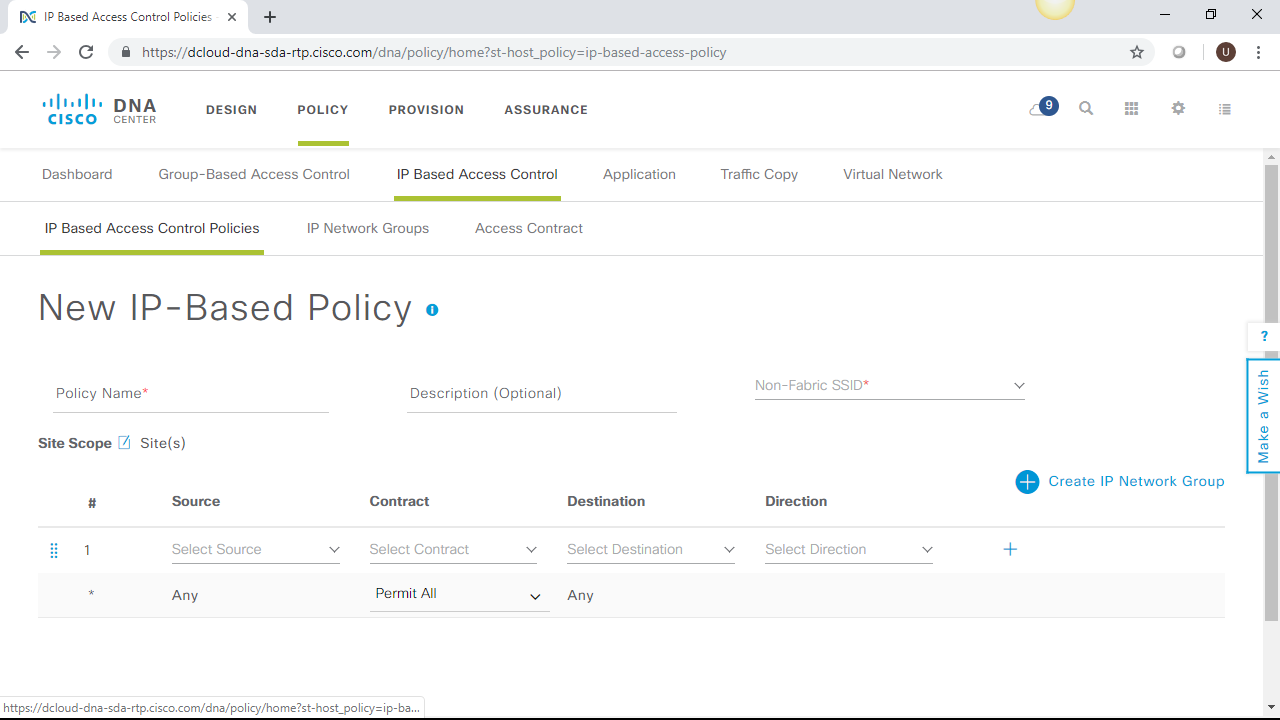 IP Based Access Control Policies
https://dcloud-dna-sda-rtp.cisco.com/dna/policy/home?st-host_policy=ip-based-access-policy
U
CISCO DNA CENTER
DESIGN POLICY PROVISION ASSURANCE
9
Dashboard Group-Based Access Control IP Based Access Control Application Traffic Copy Virtual Network
IP Based Access Control Policies IP Network Groups Access Contract
New IP-Based Policy i
?
Make a Wish
Policy Name* Description (Optional) Non-Fabric SSID*
Site Scope Site(s)
Create IP Network Group
# Source Contract Destination Direction
1 Select Source Select Contract Select Destination Select Direction +
* Any Permit All Any
https://dcloud-dna-sda-rtp.cisco.com/dna/policy/home?st-host_policy=ip-ba...